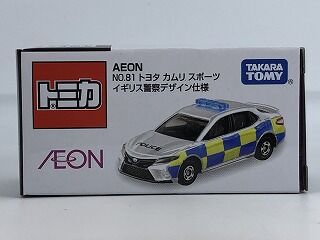 トミカ
AEON
NO.81 トヨタ カムリ スポーツ
イギリス警察デザイン仕様
TAKARA
TOMY
AEON
POLICE